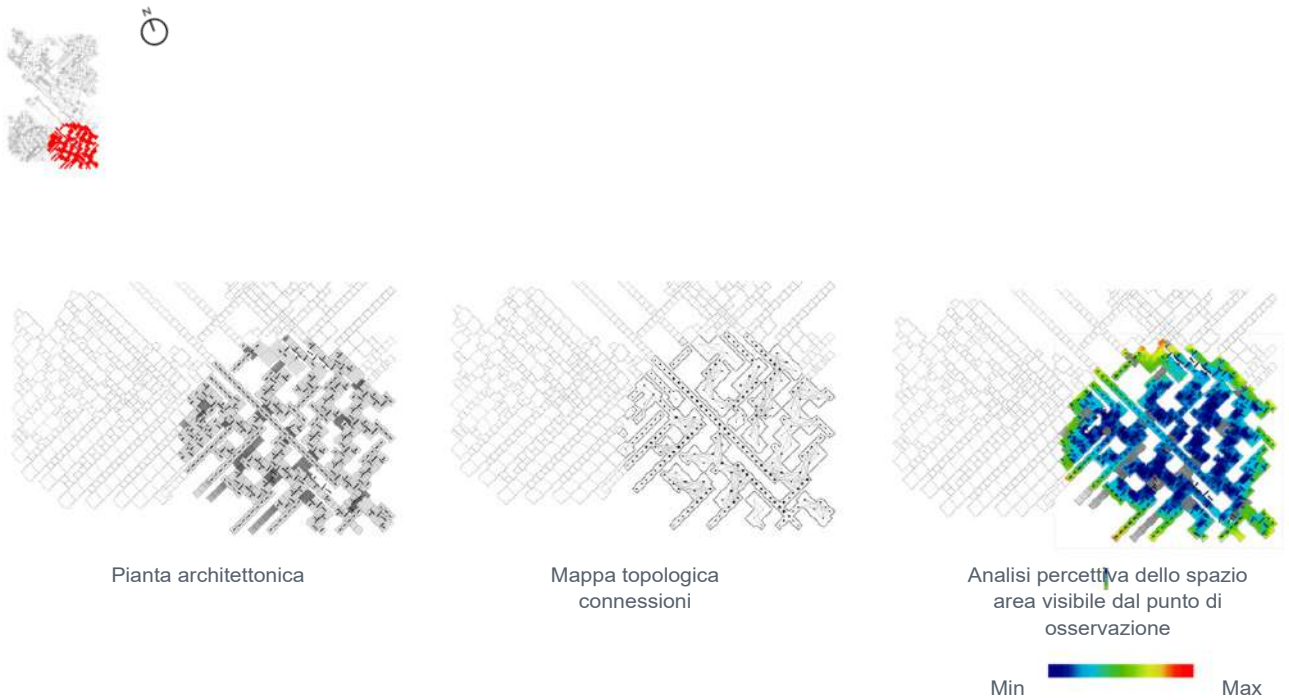 N
Pianta architettonica
Mappa topologica
connessioni
Analisi percettiva dello spazio
area visibile dal punto di
osservazione
Min
Max